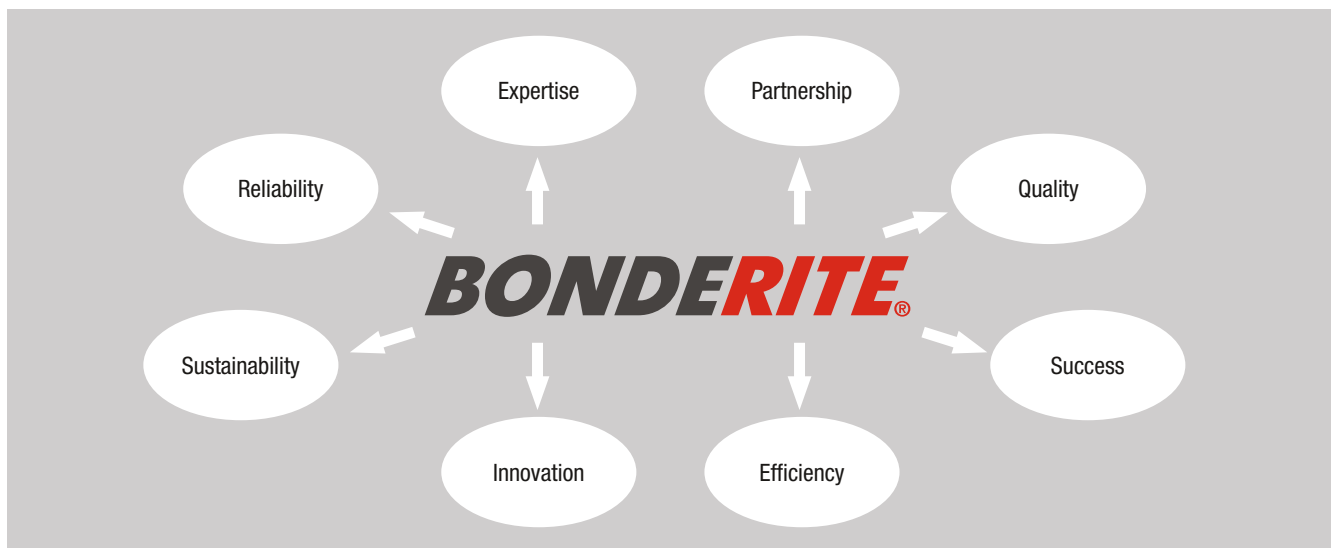 Expertise
Partnership
Reliability
Quality
BONDERITE®
Sustainability
Success
Innovation
Efficiency